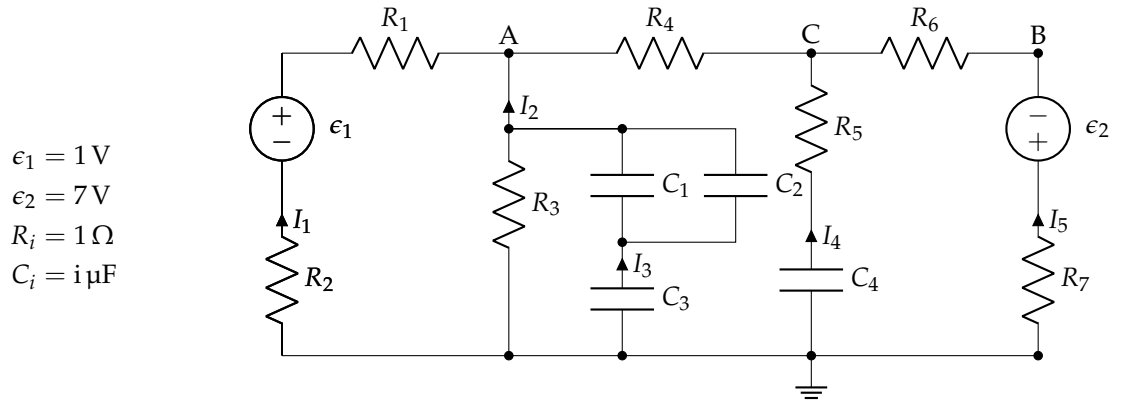 R₁
A
R₄
C
R₆
B
+
−
ϵ₁
I₂
R₃
C₁
C₂
R₅
−
+
ϵ₂
ϵ₁ = 1 V
ϵ₂ = 7 V
Rᵢ = 1 Ω
Cᵢ = i µF
I₁
R₂
I₃
C₃
I₄
C₄
I₅
R₇